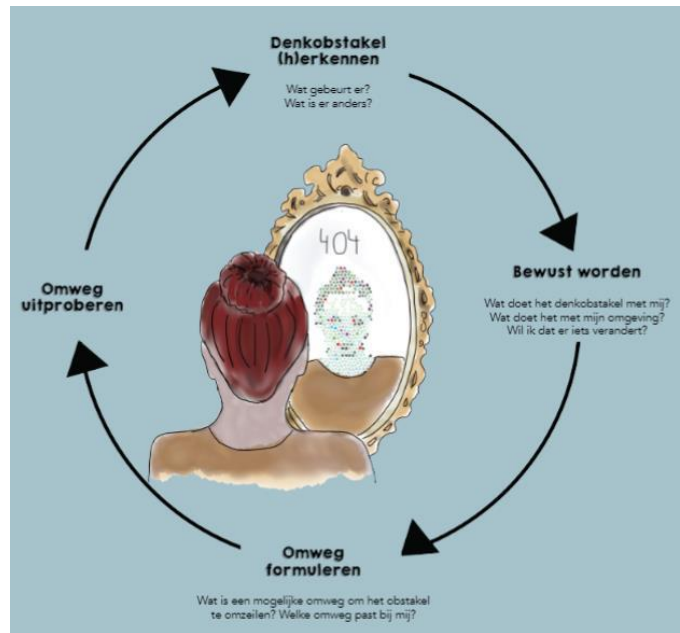 Denkobstakel
(h)erkennen
Wat gebeurt er?
Wat is er anders?
404
Bewust worden
Wat doet het denkobstakel met mij?
Wat doet het met mijn omgeving?
Wil ik dat er iets verandert?
Omweg
formuleren
Wat is een mogelijke omweg om het obstakel
te omzeilen? Welke omweg past bij mij?
Omweg
uitproberen